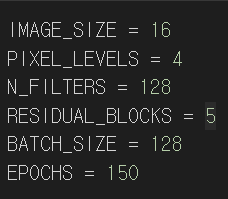 IMAGE_SIZE = 16
PIXEL_LEVELS = 4
N_FILTERS = 128
RESIDUAL_BLOCKS = 5
BATCH_SIZE = 128
EPOCHS = 150